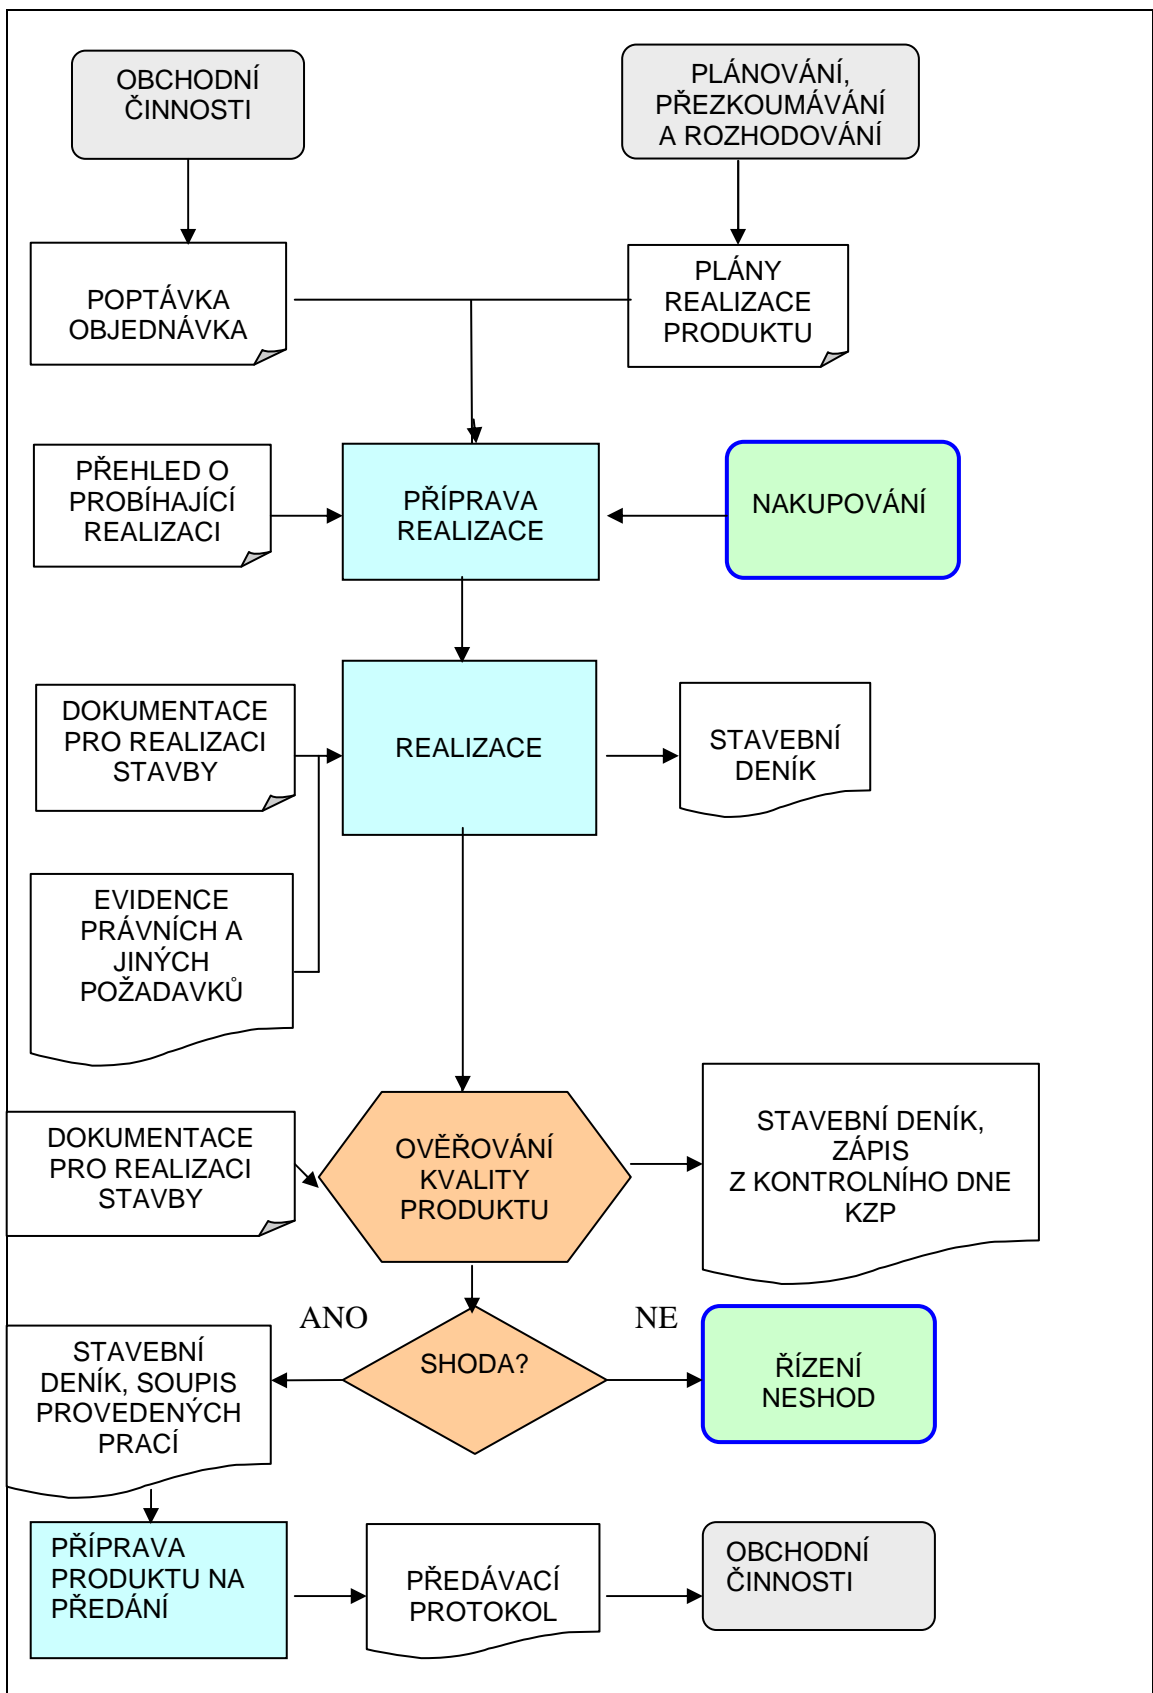 OBCHODNÍ
ČINNOSTI
PLÁNOVÁNÍ,
PŘEZKOUMÁVÁNÍ
A ROZHODOVÁNÍ
POPTÁVKA
OBJEDNÁVKA
PLÁNY
REALIZACE
PRODUKTU
PŘEHLED O
PROBÍHAJÍCÍ
REALIZACI
PŘÍPRAVA
REALIZACE
NAKUPOVÁNÍ
DOKUMENTACE
PRO REALIZACI
STAVBY
REALIZACE
STAVEBNÍ
DENÍK
EVIDENCE
PRÁVNÍCH A
JINÝCH
POŽADAVKŮ
DOKUMENTACE
PRO REALIZACI
STAVBY
OVĚŘOVÁNÍ
KVALITY
PRODUKTU
STAVEBNÍ DENÍK,
ZÁPIS
Z KONTROLNÍHO DNE
KZP
ANO
NE
STAVEBNÍ
DENÍK, SOUPIS
PROVEDENÝCH
PRACÍ
SHODA?
ŘÍZENÍ
NESHOD
PŘÍPRAVA
PRODUKTU NA
PŘEDÁNÍ
PŘEDÁVACÍ
PROTOKOL
OBCHODNÍ
ČINNOSTI